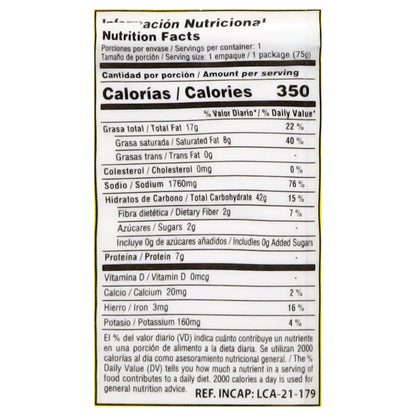 Información Nutricional
Nutrition Facts
Porciones por envase / Servings per container: 1
Tamaño de porción / Serving size: 1 empaque / 1 package (75g)
Cantidad por porción / Amount per serving
Calorías / Calories 350
% Valor Diario* / % Daily Value*
Grasa total / Total Fat 17g 22 %
Grasa saturada / Saturated Fat 8g 40 %
Grasas trans / Trans Fat 0g -
Colesterol / Cholesterol 0mg 0 %
Sodio / Sodium 1760mg 76 %
Hidratos de Carbono / Total Carbohydrate 42g 15 %
Fibra dietética / Dietary Fiber 2g 7 %
Azúcares / Sugars 2g -
Incluye 0g de azúcares añadidos / Includes 0g Added Sugars
Proteína / Protein 7g -
Vitamina D / Vitamin D 0mcg -
Calcio / Calcium 20mg 2 %
Hierro / Iron 3mg 16 %
Potasio / Potassium 160mg 4 %
El % del valor diario (VD) indica cuánto contribuye un nutriente
en una porción de alimento a la dieta diaria. Se utilizan 2000
calorías al día como asesoramiento nutricional general. / The %
Daily Value (DV) tells you how much a nutrient in a serving of
food contributes to a daily diet. 2000 calories a day is used for
general nutrition advice.
REF. INCAP: LCA-21-179